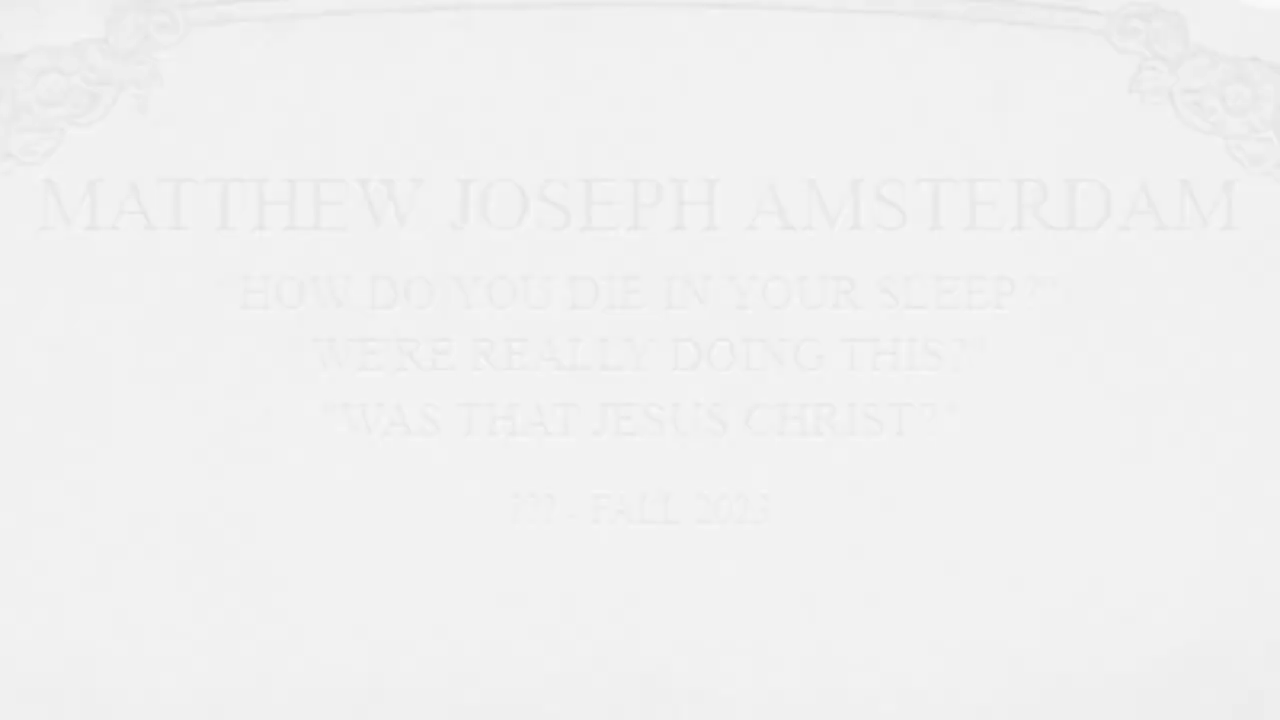 MATTHEW JOSEPH AMSTERDAM
"HOW DO YOU DIE IN YOUR SLEEP?"
"WE'RE REALLY DOING THIS?"
"WAS THAT JESUS CHRIST?"
??? - FALL 2023